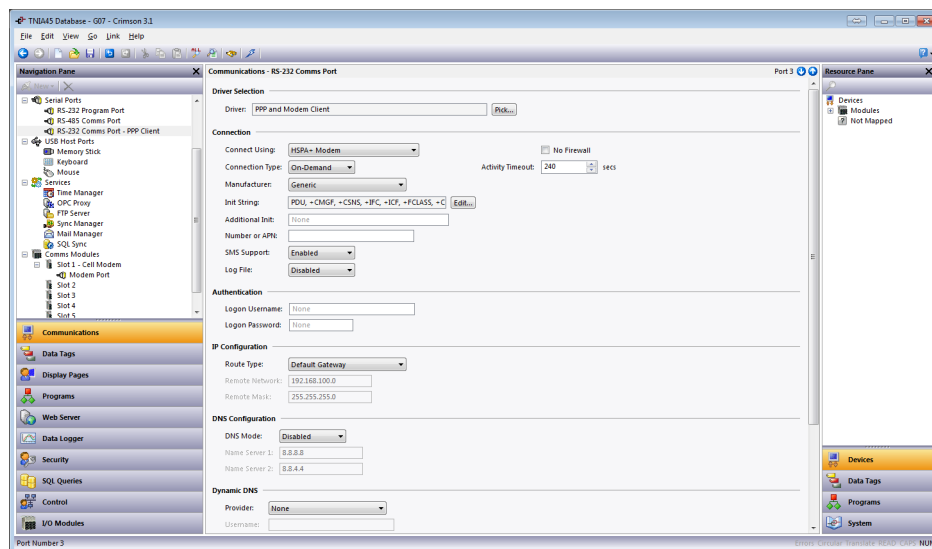 TNIA45 Database - G07 - Crimson 3.1
File Edit View Go Link Help
Navigation Pane
New
Serial Ports
RS-232 Program Port
RS-485 Comms Port
RS-232 Comms Port - PPP Client
USB Host Ports
Memory Stick
Keyboard
Mouse
Services
Time Manager
OPC Proxy
FTP Server
Sync Manager
Mail Manager
SQL Sync
Comms Modules
Slot 1 - Cell Modem
Modem Port
Slot 2
Slot 3
Slot 4
Slot 5
Communications
Data Tags
Display Pages
Programs
Web Server
Data Logger
Security
SQL Queries
Control
I/O Modules
Communications - RS-232 Comms Port
Port 3
Driver Selection
Driver: PPP and Modem Client Pick...
Connection
Connect Using: HSPA+ Modem No Firewall
Connection Type: On-Demand Activity Timeout: 240 secs
Manufacturer: Generic
Init String: PDU, +CMGF, +CSNS, +IFC, +ICF, +FCLASS, +C Edit...
Additional Init: None
Number or APN:
SMS Support: Enabled
Log File: Disabled
Authentication
Logon Username: None
Logon Password: None
IP Configuration
Route Type: Default Gateway
Remote Network: 192.168.100.0
Remote Mask: 255.255.255.0
DNS Configuration
DNS Mode: Disabled
Name Server 1: 8.8.8.8
Name Server 2: 8.8.4.4
Dynamic DNS
Provider: None
Username:
Resource Pane
Devices
Modules
Not Mapped
Devices
Data Tags
Programs
System
Port Number 3
Errors Circular Translate READ CAPS NUM